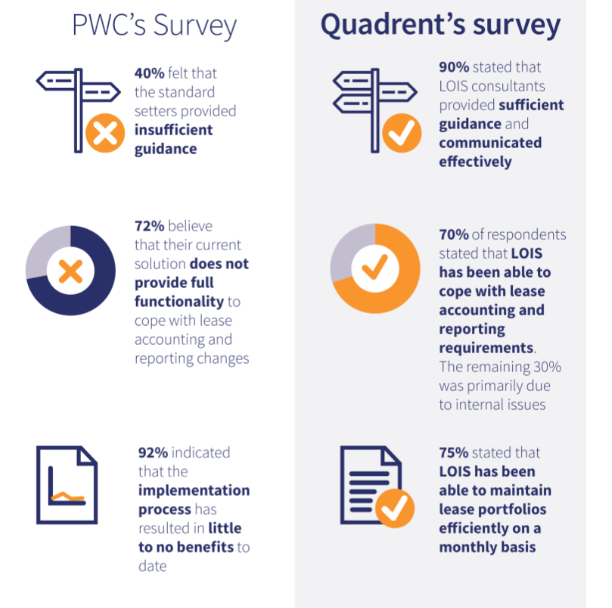 PWC's Survey
40% felt that
the standard
setters provided
insufficient
guidance
72% believe
that their current
solution does not
provide full
functionality to
cope with lease
accounting and
reporting changes
92% indicated
that the
implementation
process has
resulted in little
to no benefits to
date
Quadrent's survey
90% stated that
LOIS consultants
provided sufficient
guidance and
communicated
effectively
70% of respondents
stated that LOIS
has been able to
cope with lease
accounting and
reporting
requirements.
The remaining 30%
was primarily due
to internal issues
75% stated that
LOIS has been
able to maintain
lease portfolios
efficiently on a
monthly basis